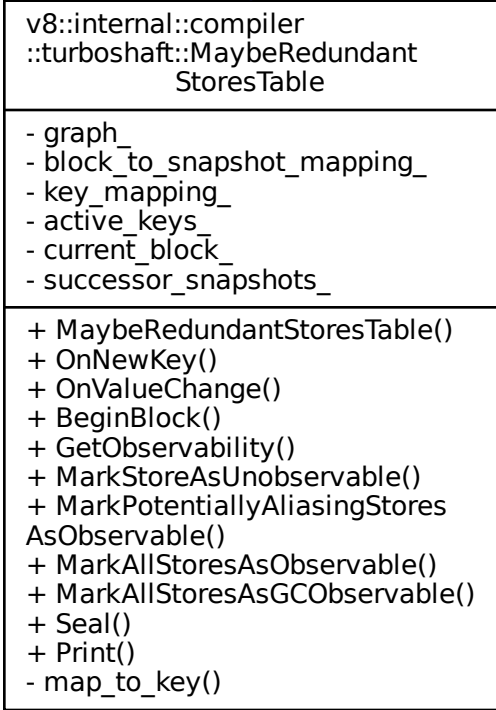 v8::internal::compiler
::turboshaft::MaybeRedundant
StoresTable
- graph_
- block_to_snapshot_mapping_
- key_mapping_
- active_keys_
- current_block_
- successor_snapshots_
+ MaybeRedundantStoresTable()
+ OnNewKey()
+ OnValueChange()
+ BeginBlock()
+ GetObservability()
+ MarkStoreAsUnobservable()
+ MarkPotentiallyAliasingStores
AsObservable()
+ MarkAllStoresAsObservable()
+ MarkAllStoresAsGCObservable()
+ Seal()
+ Print()
- map_to_key()